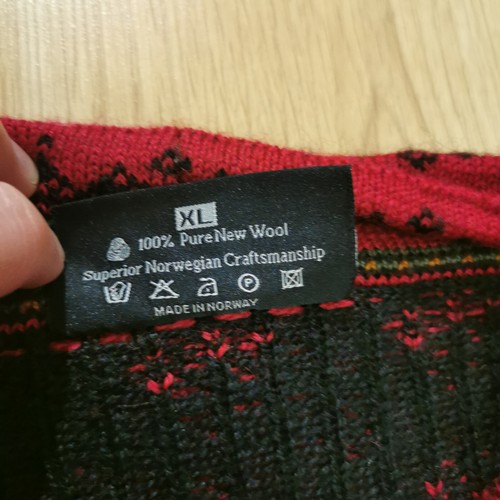 XL
100% Pure New Wool
Superior Norwegian Craftsmanship
P
MADE IN NORWAY